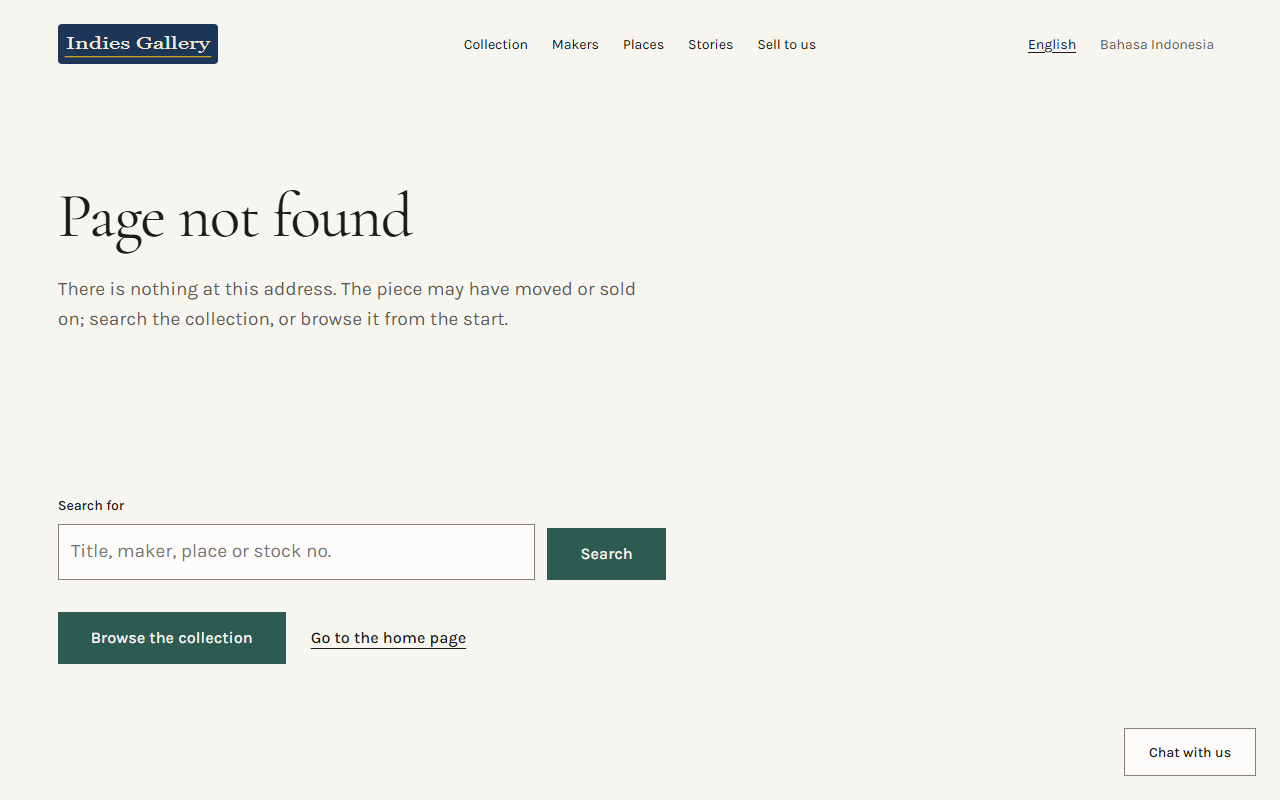 Indies Gallery
Collection
Makers
Places
Stories
Sell to us
English
Bahasa Indonesia
Page not found
There is nothing at this address. The piece may have moved or sold
on; search the collection, or browse it from the start.
Search for
Title, maker, place or stock no.
Search
Browse the collection
Go to the home page
Chat with us